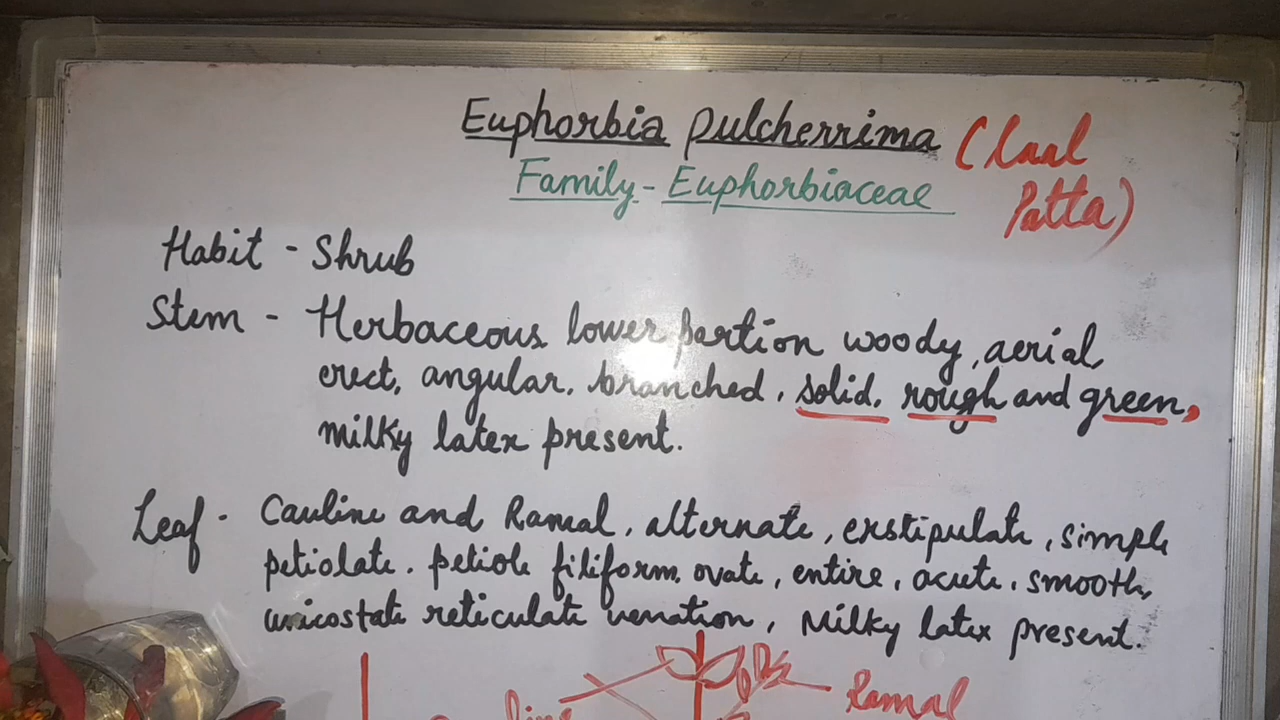 Euphorbia pulcherrima (laal
Patta)
Family - Euphorbiaceae
Habit - Shrub
Stem - Herbaceous lower portion woody, aerial,
erect, angular, branched, solid, rough and green,
milky latex present.
Leaf - Cauline and Ramal, alternate, exstipulate, simple
petiolate, petiole filiform, ovate, entire, acute, smooth,
unicostate reticulate venation, Milky latex present.
Ramal